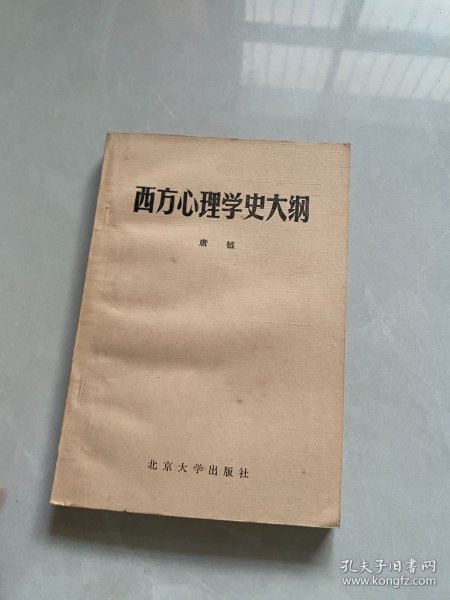 西方心理学史大纲
唐 钺
北京大学出版社
孔夫子旧书网
www.kongfz.com